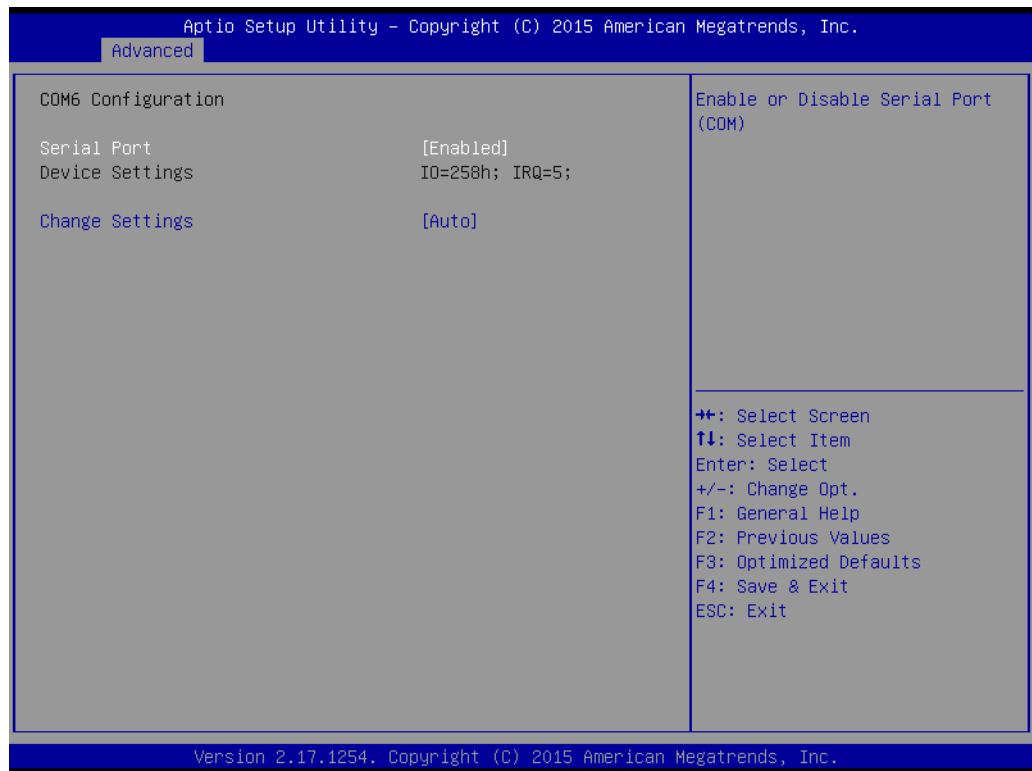 Aptio Setup Utility – Copyright (C) 2015 American Megatrends, Inc.
Advanced
COM6 Configuration
Serial Port [Enabled]
Device Settings IO=258h; IRQ=5;
Change Settings [Auto]
Enable or Disable Serial Port
(COM)
→←: Select Screen
↑↓: Select Item
Enter: Select
+/-: Change Opt.
F1: General Help
F2: Previous Values
F3: Optimized Defaults
F4: Save & Exit
ESC: Exit
Version 2.17.1254. Copyright (C) 2015 American Megatrends, Inc.